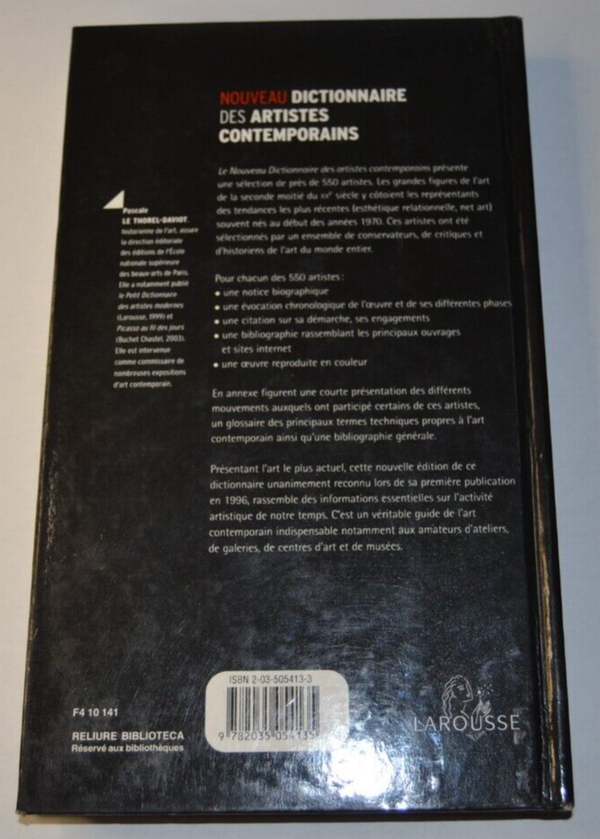 NOUVEAU DICTIONNAIRE
DES ARTISTES
CONTEMPORAINS
Le Nouveau Dictionnaire des artistes contemporains présente
une sélection de près de 550 artistes. Les grandes figures de l'art
de la seconde moitié du XXe siècle y côtoient les représentants
des tendances les plus récentes (esthétique relationnelle, net art)
souvent nés au début des années 1970. Ces artistes ont été
sélectionnés par un ensemble de conservateurs, de critiques et
d'historiens de l'art du monde entier.
Pour chacun des 550 artistes :
• une notice biographique
• une évocation chronologique de l'œuvre et de ses différentes phases
• une citation sur sa démarche, ses engagements
• une bibliographie rassemblant les principaux ouvrages
et sites internet
• une œuvre reproduite en couleur
En annexe figurent une courte présentation des différents
mouvements auxquels ont participé certains de ces artistes,
un glossaire des principaux termes techniques propres à l'art
contemporain ainsi qu'une bibliographie générale.
Présentant l'art le plus actuel, cette nouvelle édition de ce
dictionnaire unanimement reconnu lors de sa première publication
en 1996, rassemble des informations essentielles sur l'activité
artistique de notre temps. C'est un véritable guide de l'art
contemporain indispensable notamment aux amateurs d'ateliers,
de galeries, de centres d'art et de musées.
Pascale
LE THOREL-DAVIOT,
historienne de l'art, assure
la direction éditoriale
des éditions de l'École
nationale supérieure
des beaux-arts de Paris.
Elle a notamment publié
le Petit Dictionnaire
des artistes modernes
(Larousse, 1999) et
Picasso au fil des jours
(Buchet Chastel, 2003).
Elle est intervenue
comme commissaire de
nombreuses expositions
d'art contemporain.
F4 10 141
RELIURE BIBLIOTECA
Réservé aux bibliothèques
ISBN 2-03-505413-3
9 782035 054135
LAROUSSE